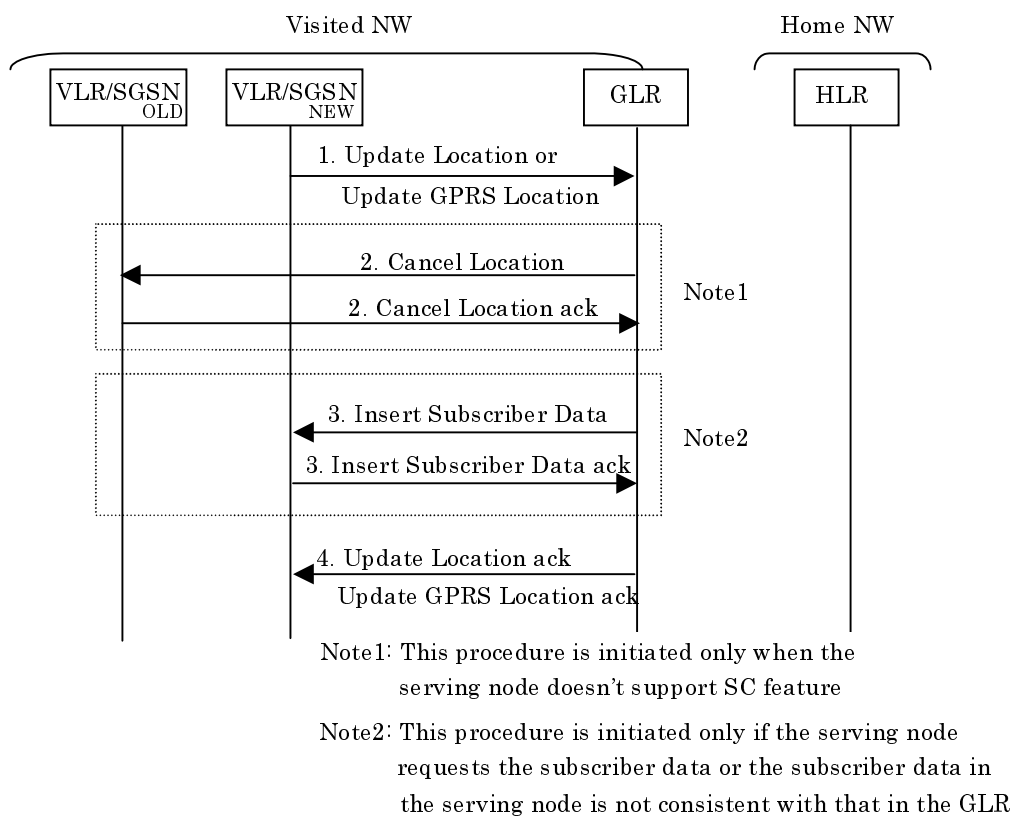 Visited NW
Home NW
VLR/SGSN
OLD
VLR/SGSN
NEW
GLR
HLR
1. Update Location or
Update GPRS Location
2. Cancel Location
Note1
2. Cancel Location ack
3. Insert Subscriber Data
Note2
3. Insert Subscriber Data ack
4. Update Location ack
Update GPRS Location ack
Note1: This procedure is initiated only when the
serving node doesn't support SC feature
Note2: This procedure is initiated only if the serving node
requests the subscriber data or the subscriber data in
the serving node is not consistent with that in the GLR